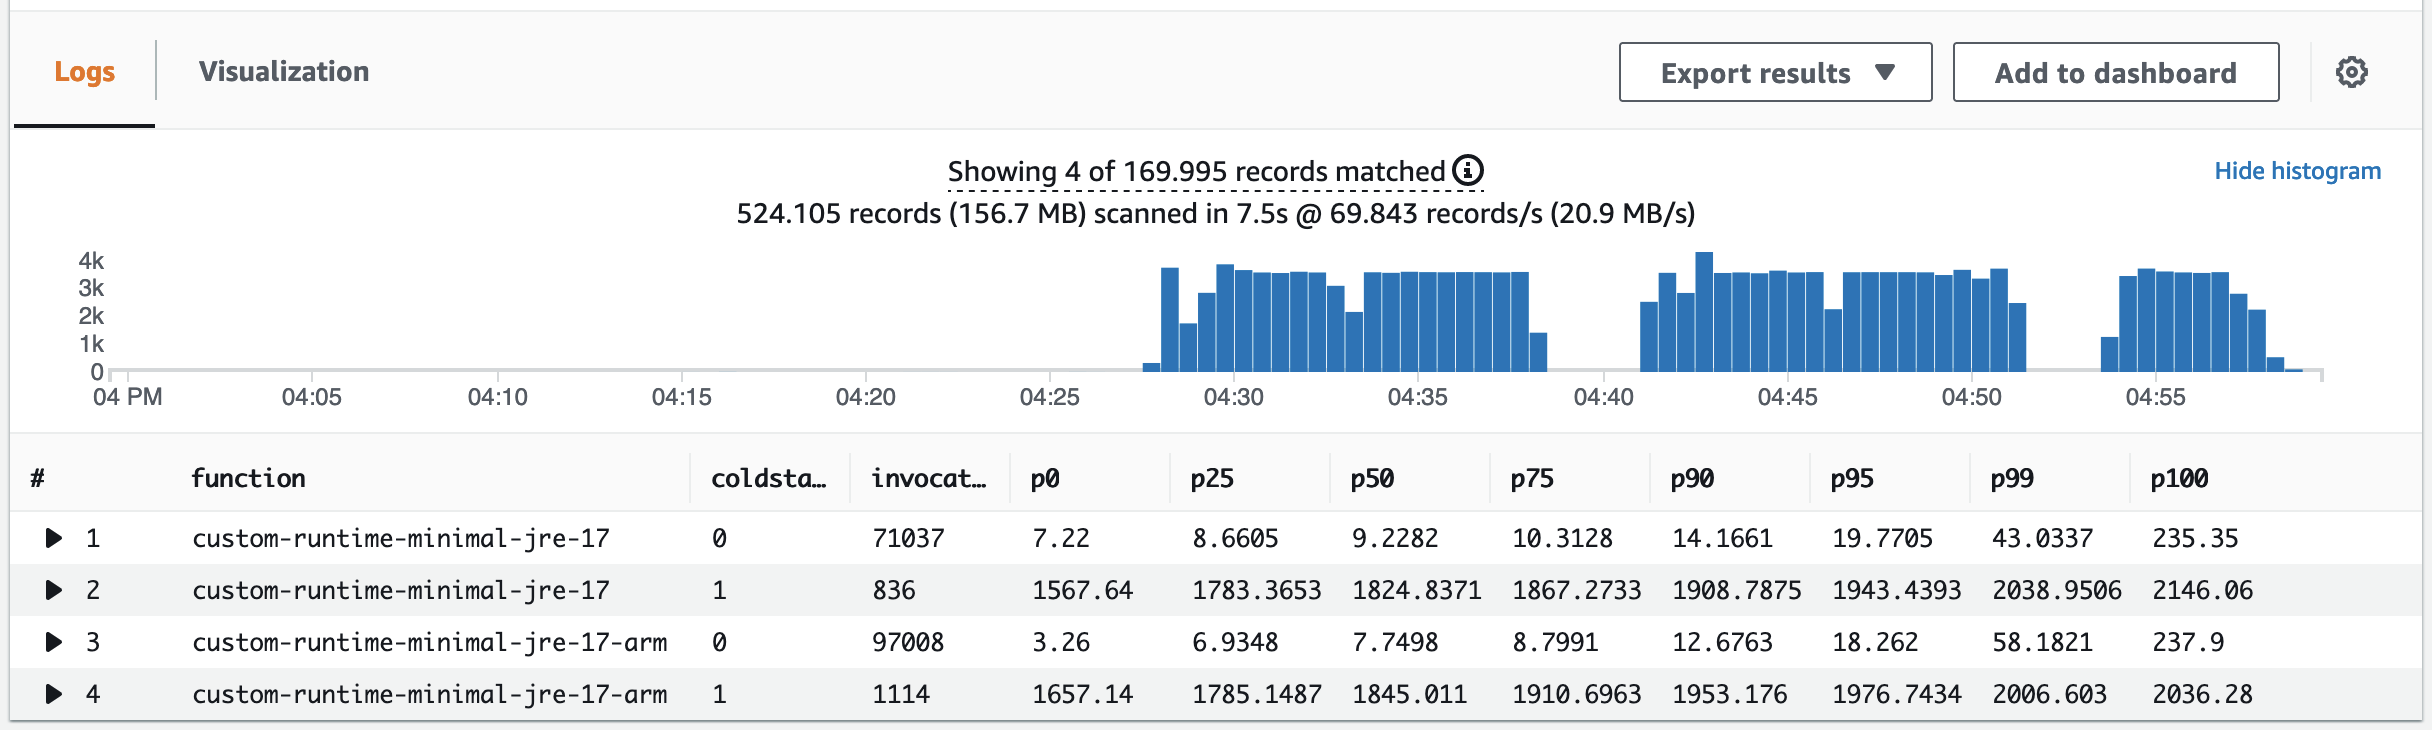 Logs Visualization Export results Add to dashboard
Showing 4 of 169.995 records matched
Hide histogram
524.105 records (156.7 MB) scanned in 7.5s @ 69.843 records/s (20.9 MB/s)
4k
3k
2k
1k
0
04 PM 04:05 04:10 04:15 04:20 04:25 04:30 04:35 04:40 04:45 04:50 04:55
# function coldsta… invocat… p0 p25 p50 p75 p90 p95 p99 p100
1 custom-runtime-minimal-jre-17 0 71037 7.22 8.6605 9.2282 10.3128 14.1661 19.7705 43.0337 235.35
2 custom-runtime-minimal-jre-17 1 836 1567.64 1783.3653 1824.8371 1867.2733 1908.7875 1943.4393 2038.9506 2146.06
3 custom-runtime-minimal-jre-17-arm 0 97008 3.26 6.9348 7.7498 8.7991 12.6763 18.262 58.1821 237.9
4 custom-runtime-minimal-jre-17-arm 1 1114 1657.14 1785.1487 1845.011 1910.6963 1953.176 1976.7434 2006.603 2036.28